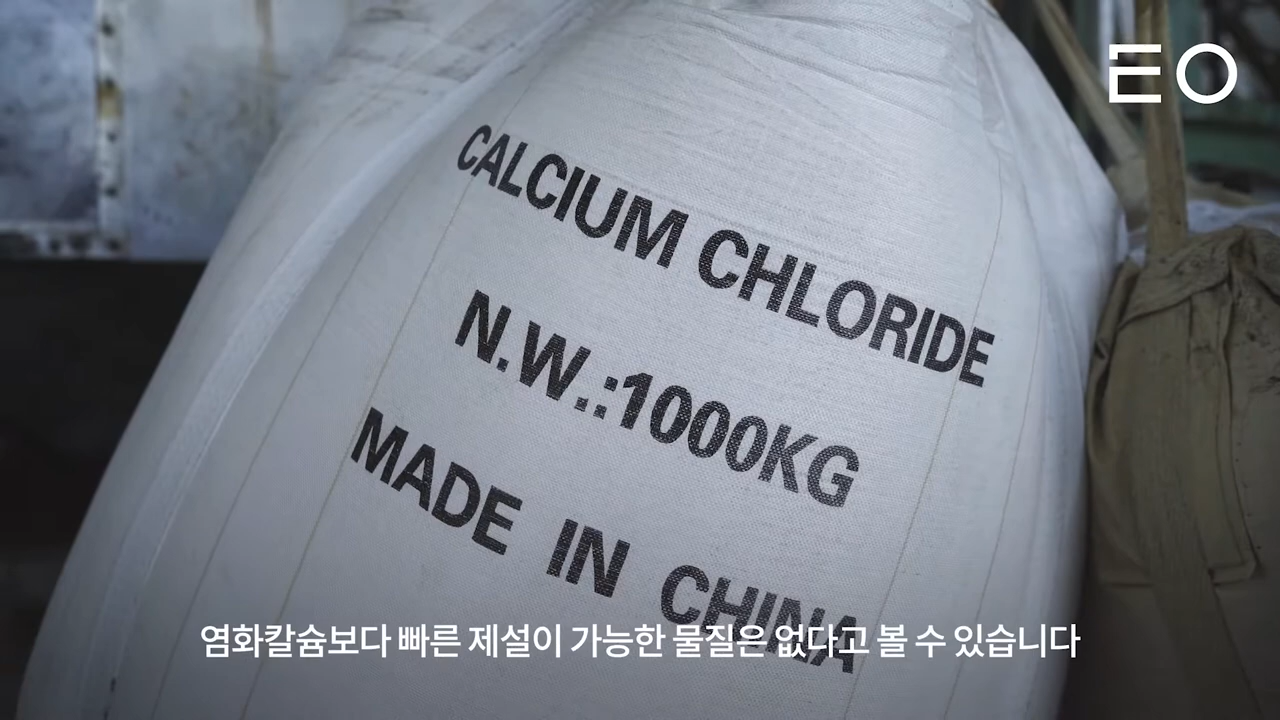 EO
CALCIUM CHLORIDE
N.W.:1000KG
MADE IN CHINA
염화칼슘보다 빠른 제설이 가능한 물질은 없다고 볼 수 있습니다